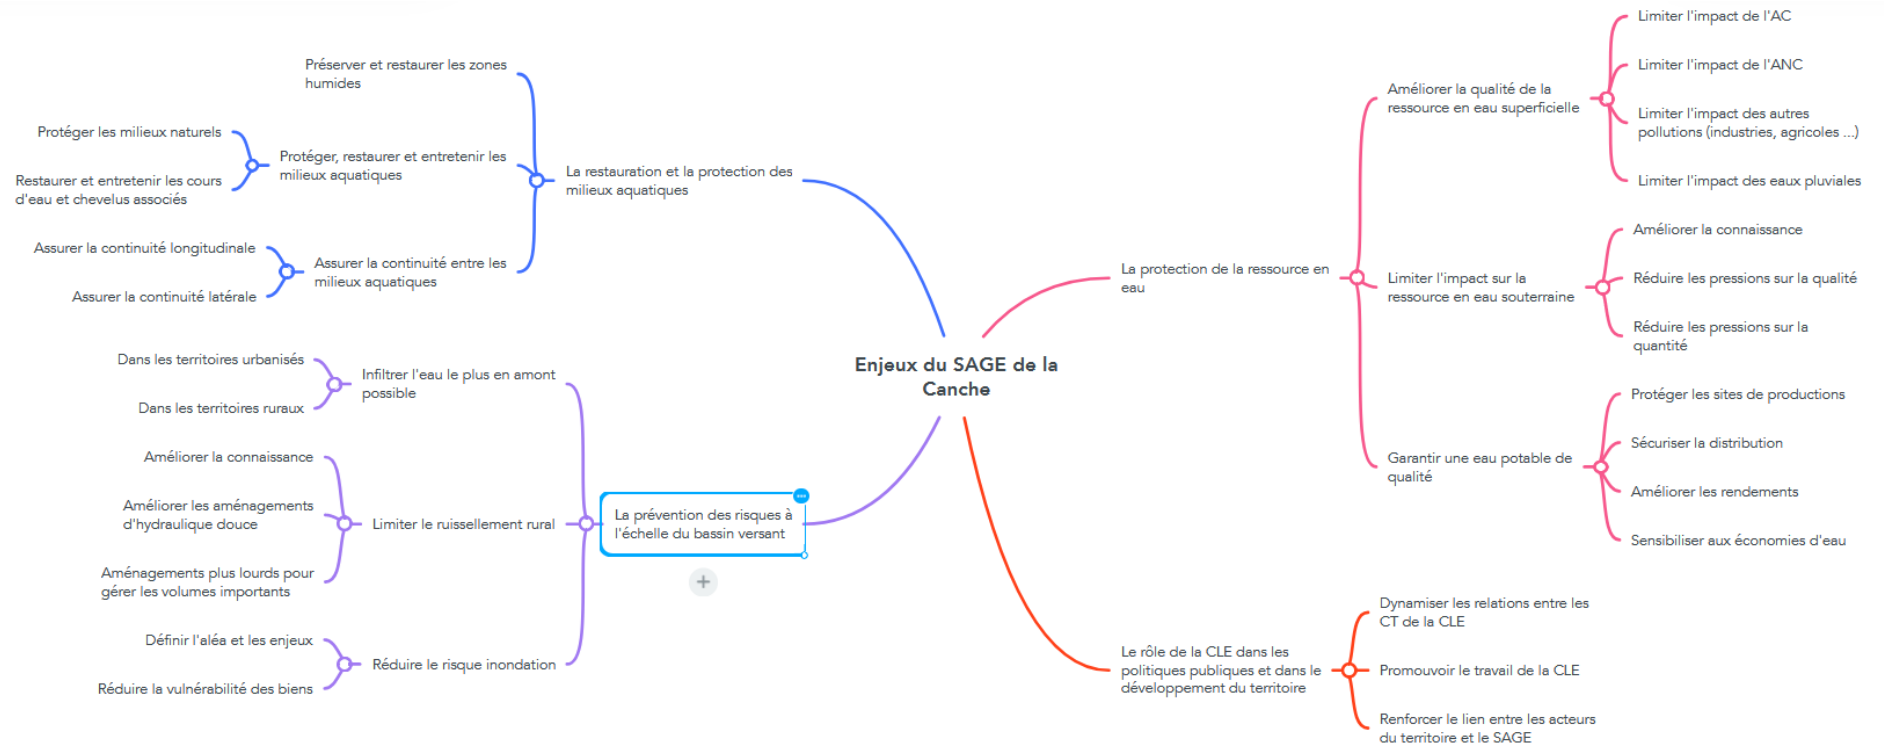 Enjeux du SAGE de la
Canche
La restauration et la protection des
milieux aquatiques
Préserver et restaurer les zones
humides
Protéger, restaurer et entretenir les
milieux aquatiques
Protéger les milieux naturels
Restaurer et entretenir les cours
d'eau et chevelus associés
Assurer la continuité entre les
milieux aquatiques
Assurer la continuité longitudinale
Assurer la continuité latérale
La prévention des risques à
l'échelle du bassin versant
Infiltrer l'eau le plus en amont
possible
Dans les territoires urbanisés
Dans les territoires ruraux
Limiter le ruissellement rural
Améliorer la connaissance
Améliorer les aménagements
d'hydraulique douce
Aménagements plus lourds pour
gérer les volumes importants
Réduire le risque inondation
Définir l'aléa et les enjeux
Réduire la vulnérabilité des biens
La protection de la ressource en
eau
Améliorer la qualité de la
ressource en eau superficielle
Limiter l'impact de l'AC
Limiter l'impact de l'ANC
Limiter l'impact des autres
pollutions (industries, agricoles ...)
Limiter l'impact des eaux pluviales
Limiter l'impact sur la
ressource en eau souterraine
Améliorer la connaissance
Réduire les pressions sur la qualité
Réduire les pressions sur la
quantité
Garantir une eau potable de
qualité
Protéger les sites de productions
Sécuriser la distribution
Améliorer les rendements
Sensibiliser aux économies d'eau
Le rôle de la CLE dans les
politiques publiques et dans le
développement du territoire
Dynamiser les relations entre les
CT de la CLE
Promouvoir le travail de la CLE
Renforcer le lien entre les acteurs
du territoire et le SAGE